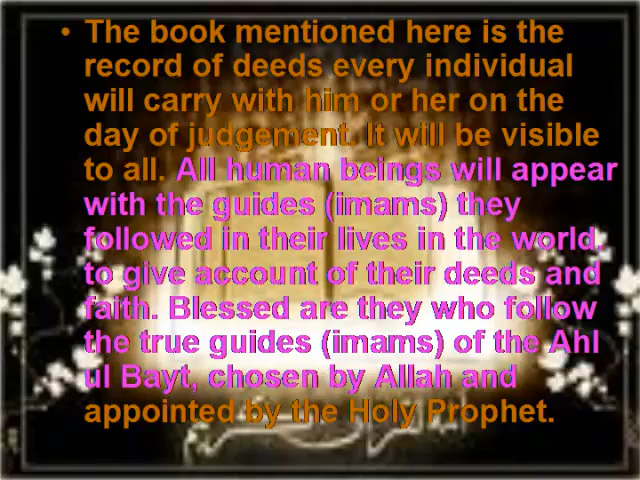 • The book mentioned here is the
record of deeds every individual
will carry with him or her on the
day of judgement. It will be visible
to all. All human beings will appear
with the guides (imams) they
followed in their lives in the world,
to give account of their deeds and
faith. Blessed are they who follow
the true guides (imams) of the Ahl
ul Bayt, chosen by Allah and
appointed by the Holy Prophet.